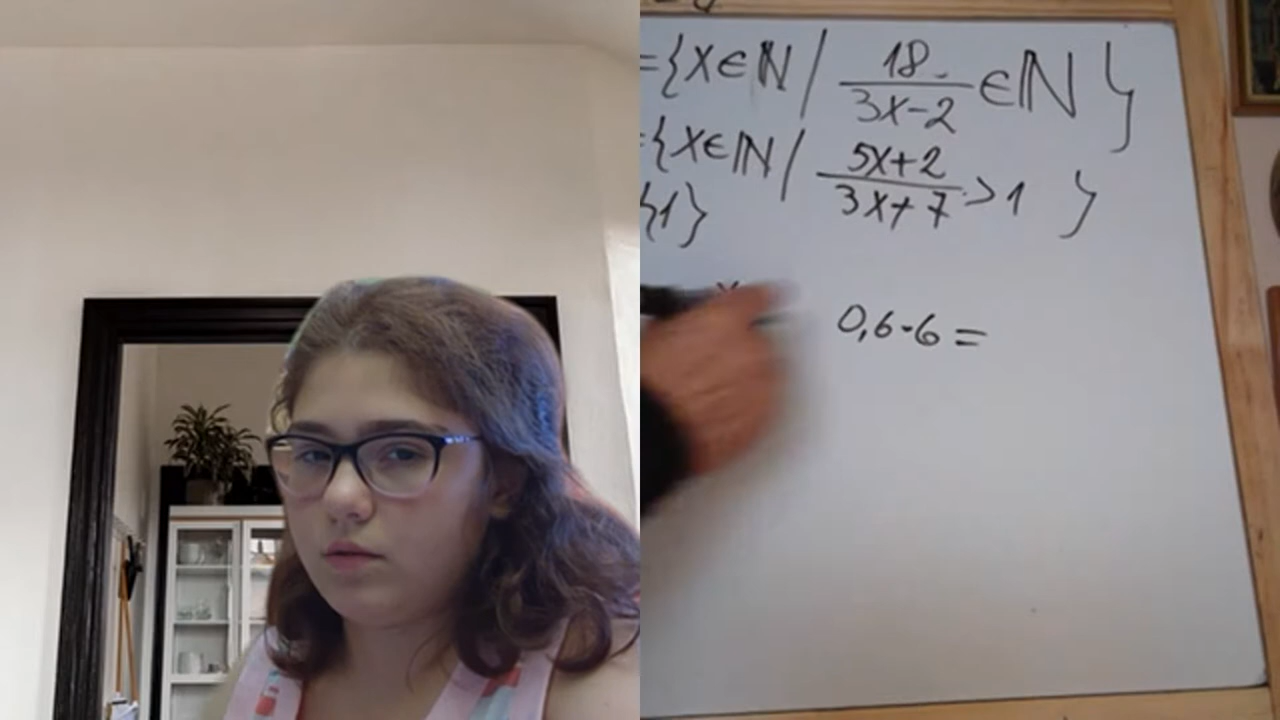 ={x∈ℕ / 18/(3x-2) ∈ℕ}
={x∈ℕ / (5x+2)/(3x+7) >1 }
{1}
0,6·6=